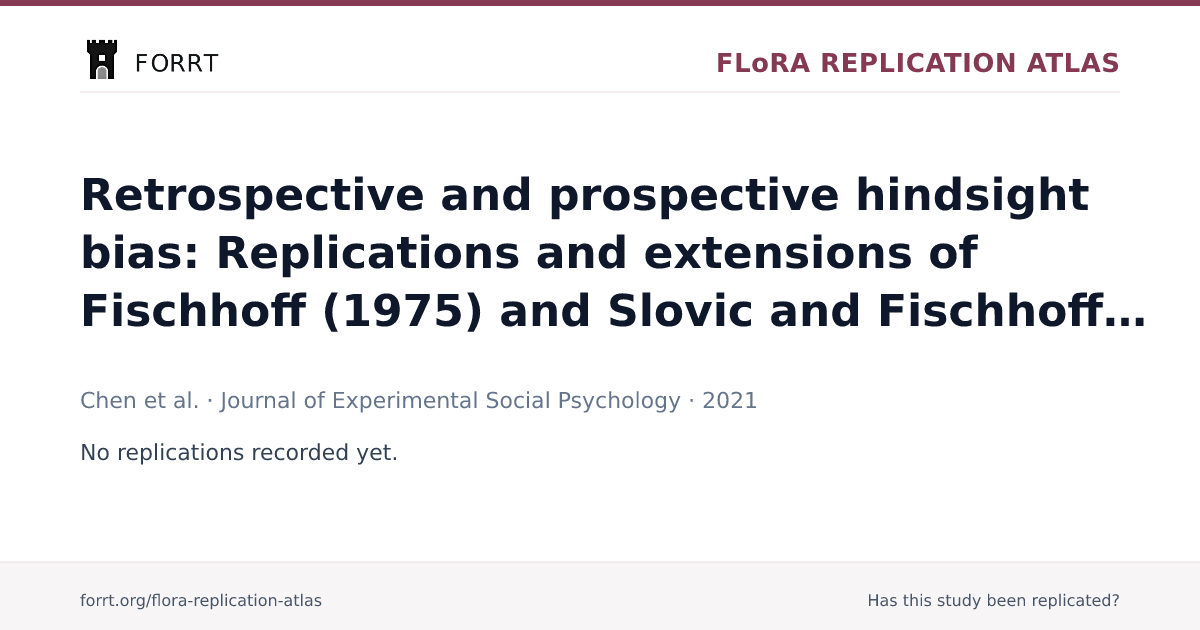 FORRT
FLoRA REPLICATION ATLAS
Retrospective and prospective hindsight
bias: Replications and extensions of
Fischhoff (1975) and Slovic and Fischhoff…
Chen et al. · Journal of Experimental Social Psychology · 2021
No replications recorded yet.
forrt.org/flora-replication-atlas
Has this study been replicated?